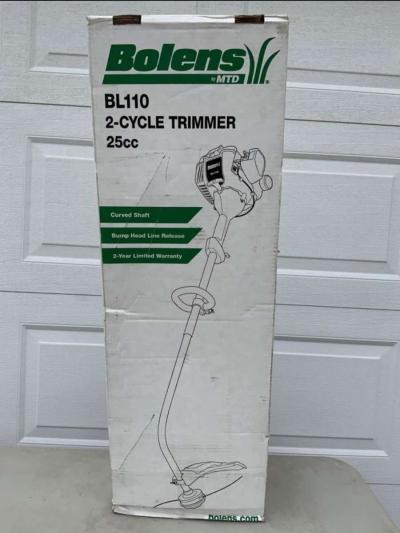 Bolens
by MTD
BL110
2-CYCLE TRIMMER
25cc
Curved Shaft
Bump Head Line Release
2-Year Limited Warranty
bolens.com